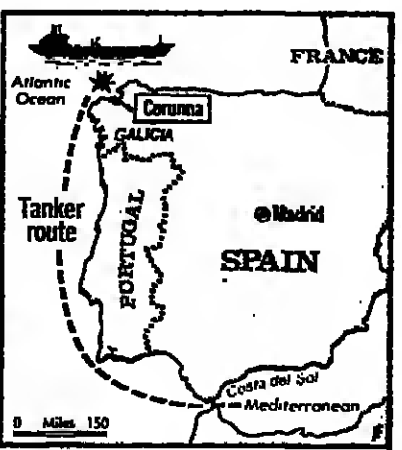 FRANCE
Atlantic
Ocean
Corunna
GALICIA
Tanker
route
PORTUGAL
Madrid
SPAIN
Costa del Sol
Mediterranean
0 Miles 150